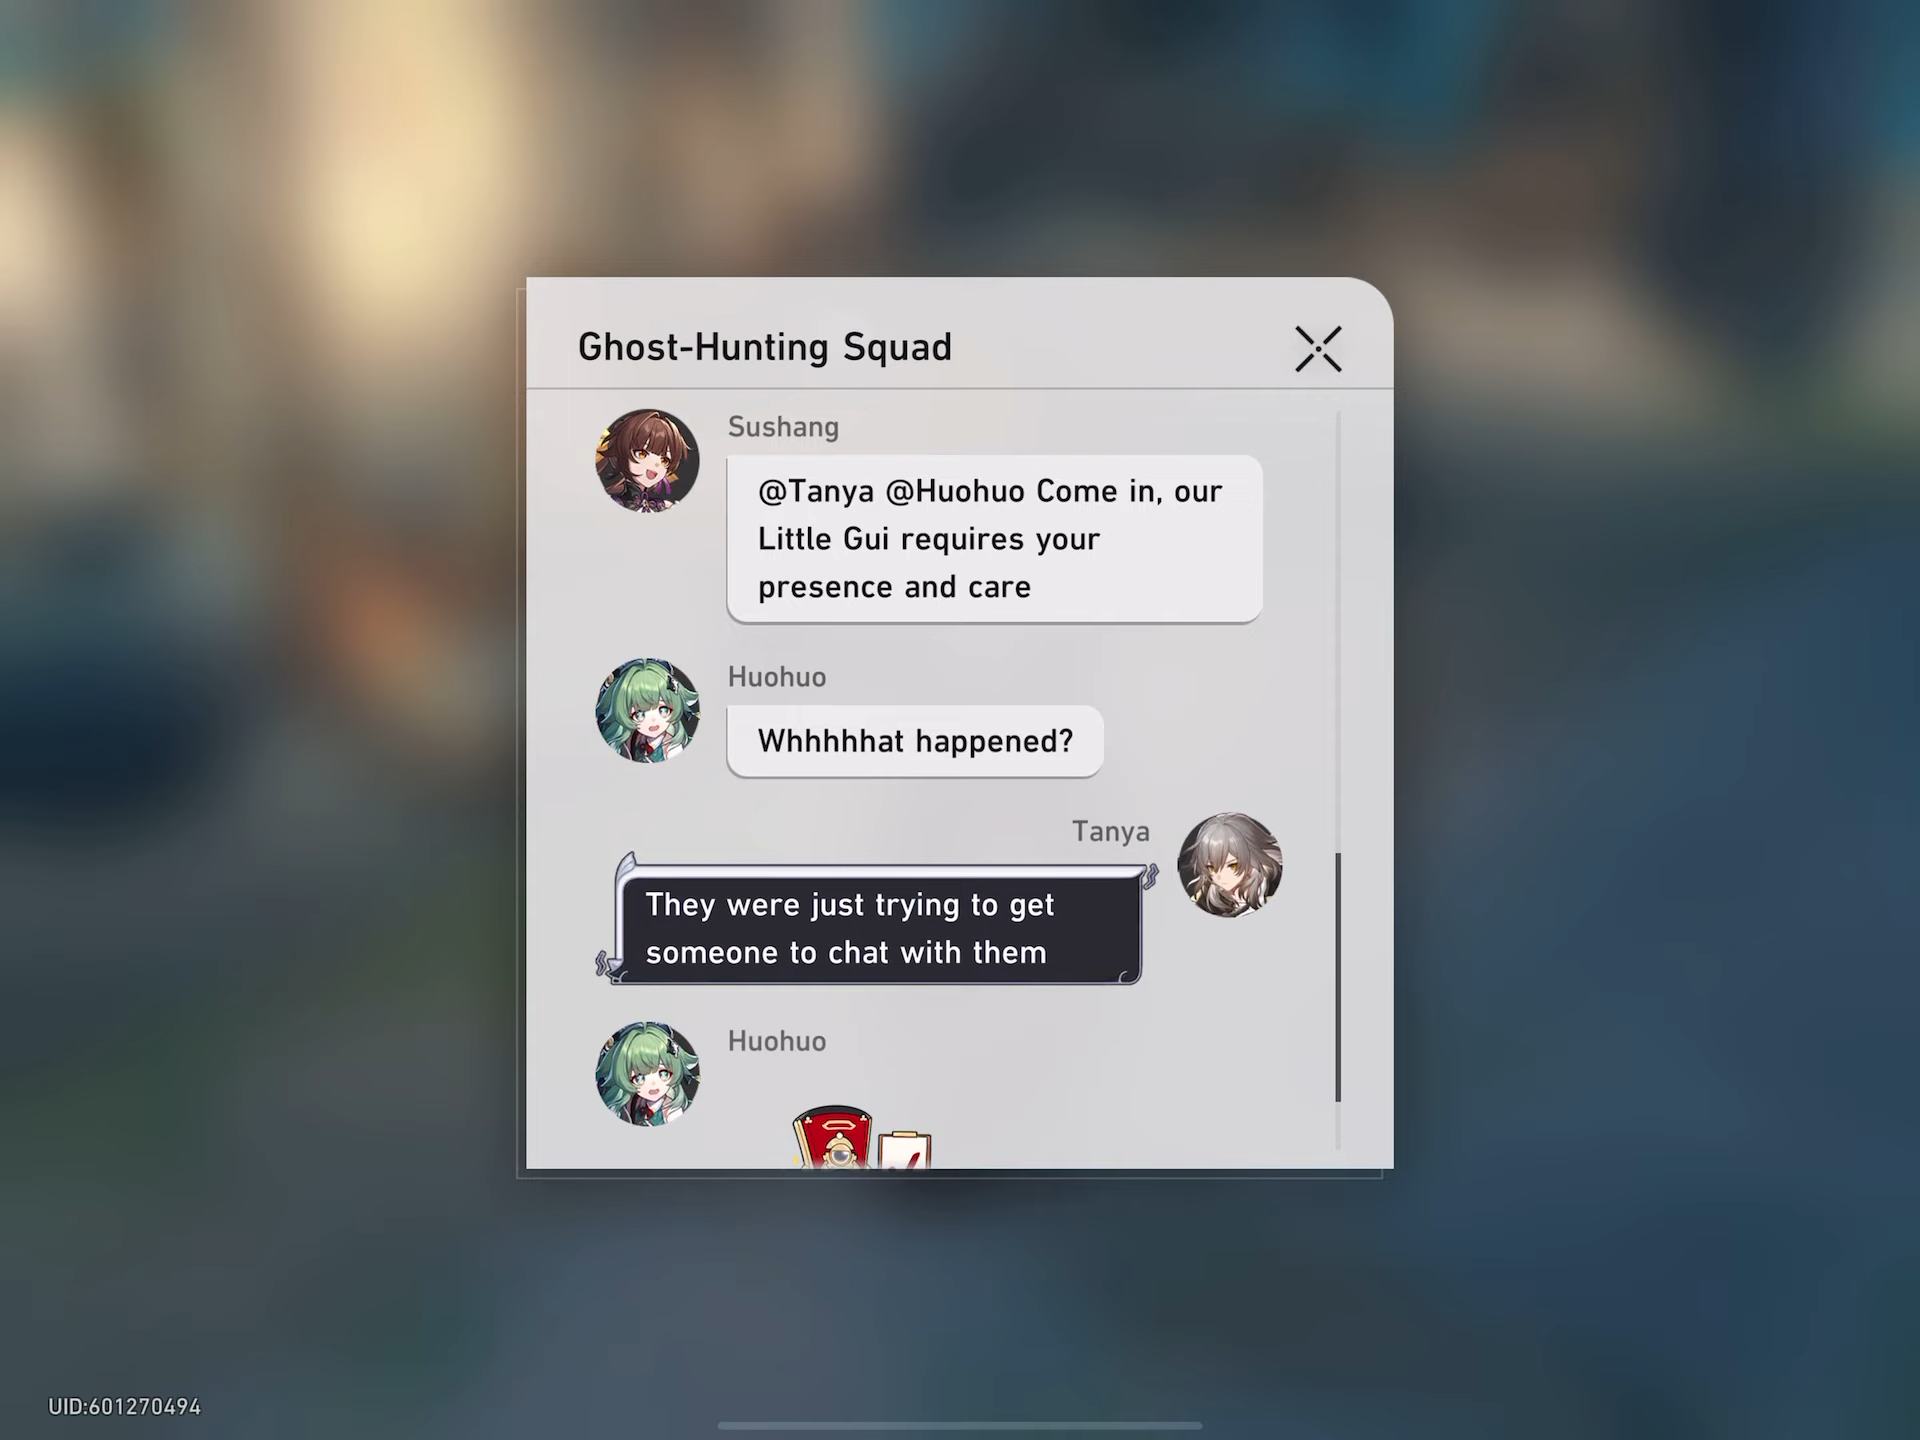 Ghost-Hunting Squad
Sushang
@Tanya @Huohuo Come in, our
Little Gui requires your
presence and care
Huohuo
Whhhhhat happened?
Tanya
They were just trying to get
someone to chat with them
Huohuo
UID:601270494